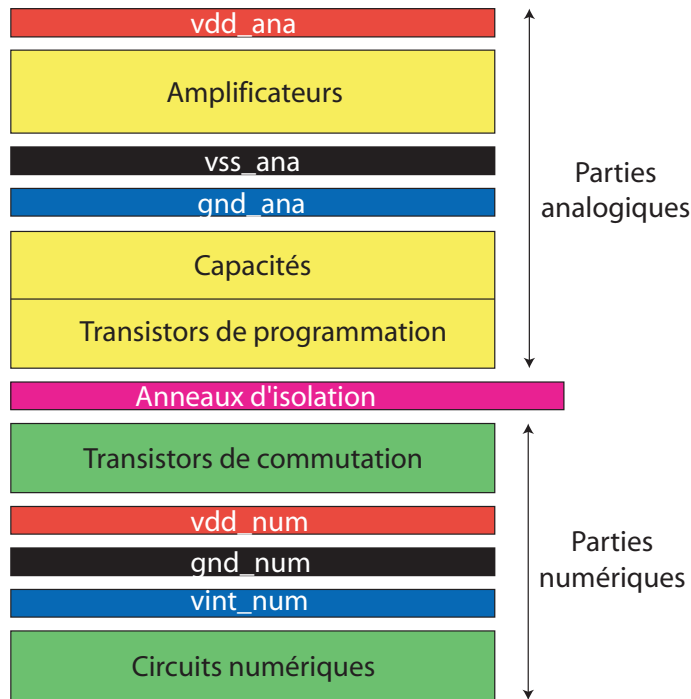 vdd_ana
Amplificateurs
vss_ana
gnd_ana
Capacités
Transistors de programmation
Parties
analogiques
Anneaux d'isolation
Transistors de commutation
vdd_num
gnd_num
vint_num
Circuits numériques
Parties
numériques